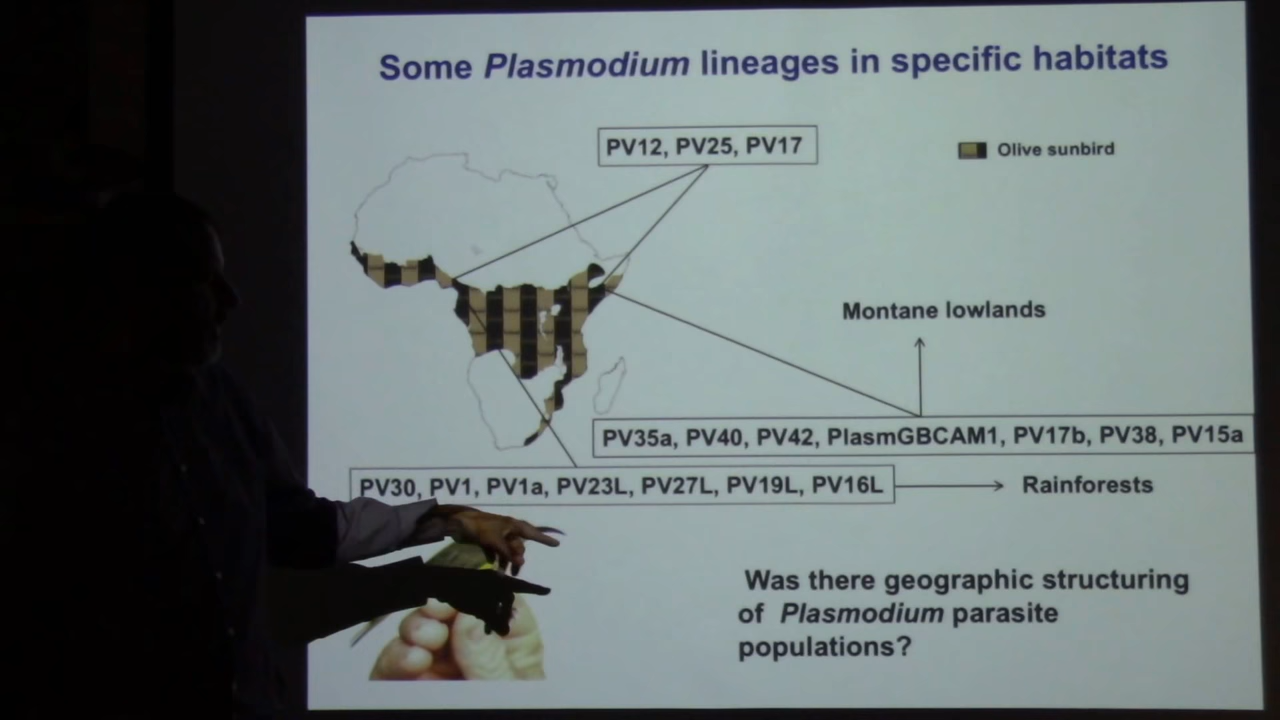 Some Plasmodium lineages in specific habitats
PV12, PV25, PV17
Olive sunbird
Montane lowlands
PV35a, PV40, PV42, PlasmGBCAM1, PV17b, PV38, PV15a
PV30, PV1, PV1a, PV23L, PV27L, PV19L, PV16L
Rainforests
Was there geographic structuring
of Plasmodium parasite
populations?